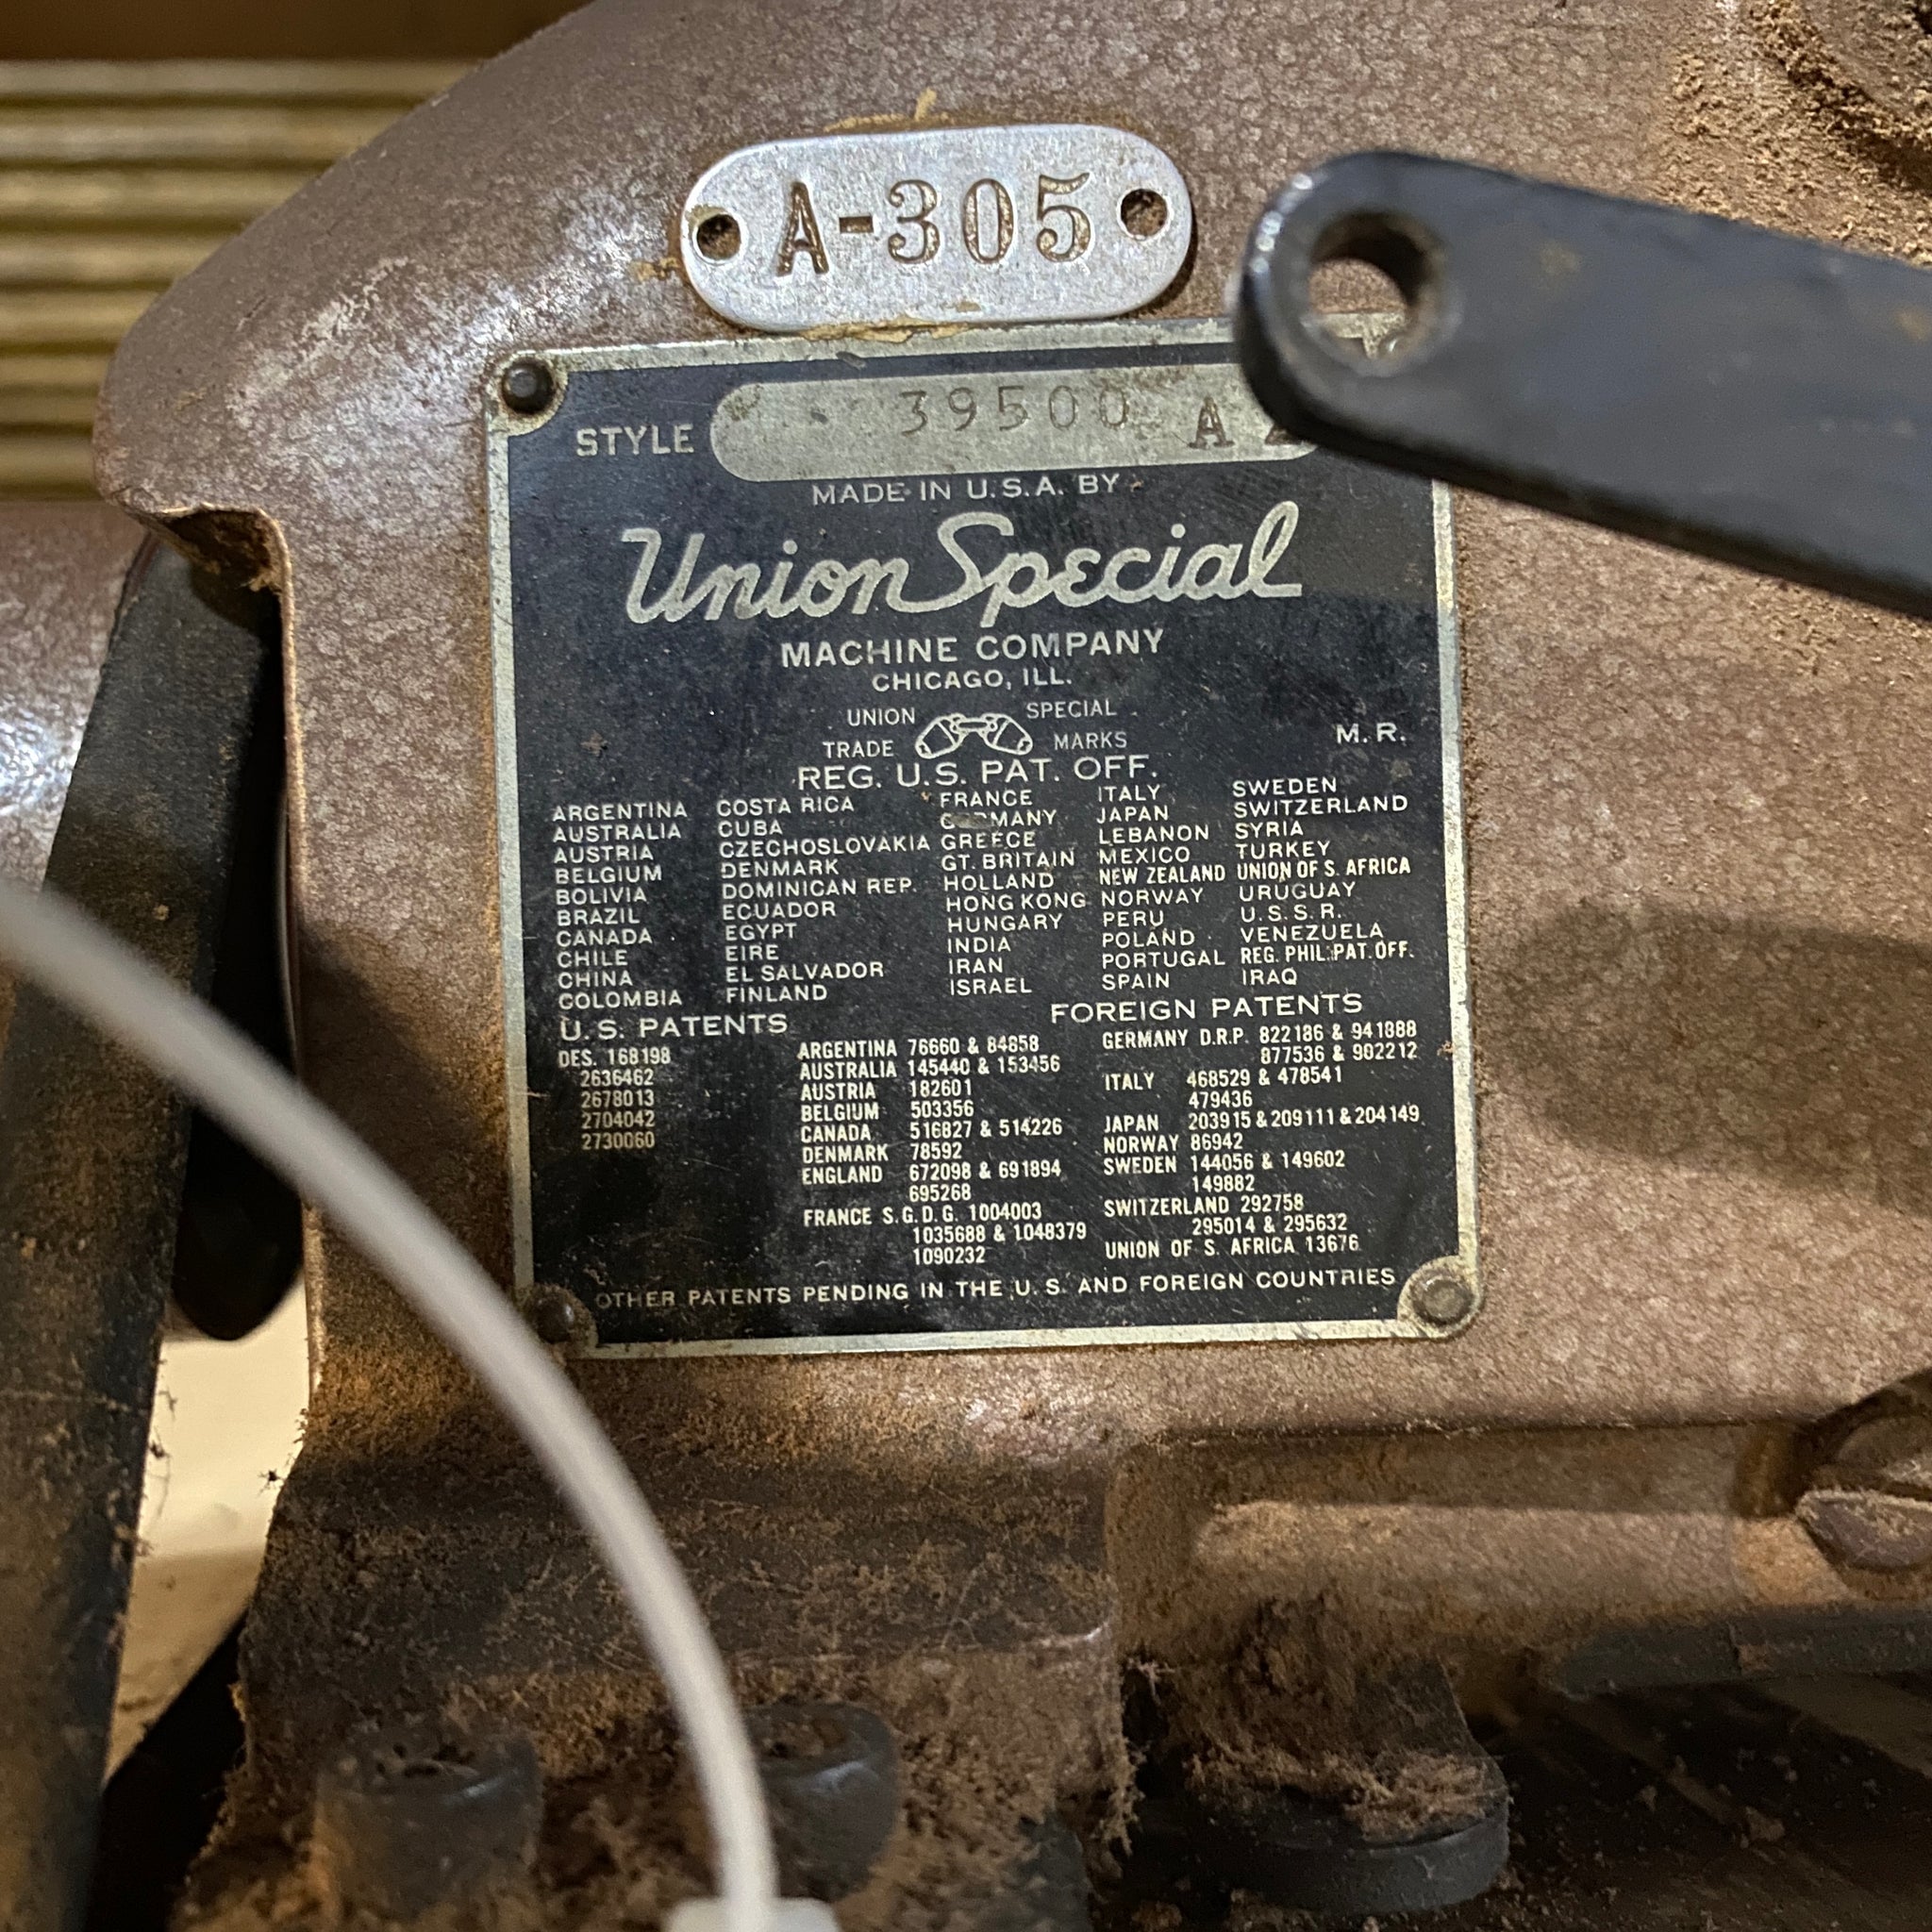 A-305
STYLE 39500 A
MADE IN U.S.A. BY
Union Special
MACHINE COMPANY
CHICAGO, ILL.
UNION SPECIAL
TRADE MARKS
M. R.
REG. U.S. PAT. OFF.
ARGENTINA
AUSTRALIA
AUSTRIA
BELGIUM
BOLIVIA
BRAZIL
CANADA
CHILE
CHINA
COLOMBIA
COSTA RICA
CUBA
CZECHOSLOVAKIA
DENMARK
DOMINICAN REP.
ECUADOR
EGYPT
EIRE
EL SALVADOR
FINLAND
FRANCE
GERMANY
GREECE
GT. BRITAIN
HOLLAND
HONG KONG
HUNGARY
INDIA
IRAN
ISRAEL
ITALY
JAPAN
LEBANON
MEXICO
NEW ZEALAND
NORWAY
PERU
POLAND
PORTUGAL
SPAIN
SWEDEN
SWITZERLAND
SYRIA
TURKEY
UNION OF S. AFRICA
URUGUAY
U.S.S.R.
VENEZUELA
REG. PHIL. PAT. OFF.
IRAQ
U.S. PATENTS
DES. 168198
2636462
2678013
2704042
2730060
FOREIGN PATENTS
ARGENTINA 76660 & 84858
AUSTRALIA 145440 & 153456
AUSTRIA 182601
BELGIUM 503356
CANADA 516827 & 514226
DENMARK 78592
ENGLAND 672098 & 691894
695268
FRANCE S.G.D.G. 1004003
1035688 & 1048379
1090232
GERMANY D.R.P. 822186 & 941888
877536 & 902212
ITALY 468529 & 478541
479436
JAPAN 203915 & 209111 & 204149
NORWAY 86942
SWEDEN 144056 & 149602
149882
SWITZERLAND 292758
295014 & 295632
UNION OF S. AFRICA 13676
OTHER PATENTS PENDING IN THE U.S. AND FOREIGN COUNTRIES